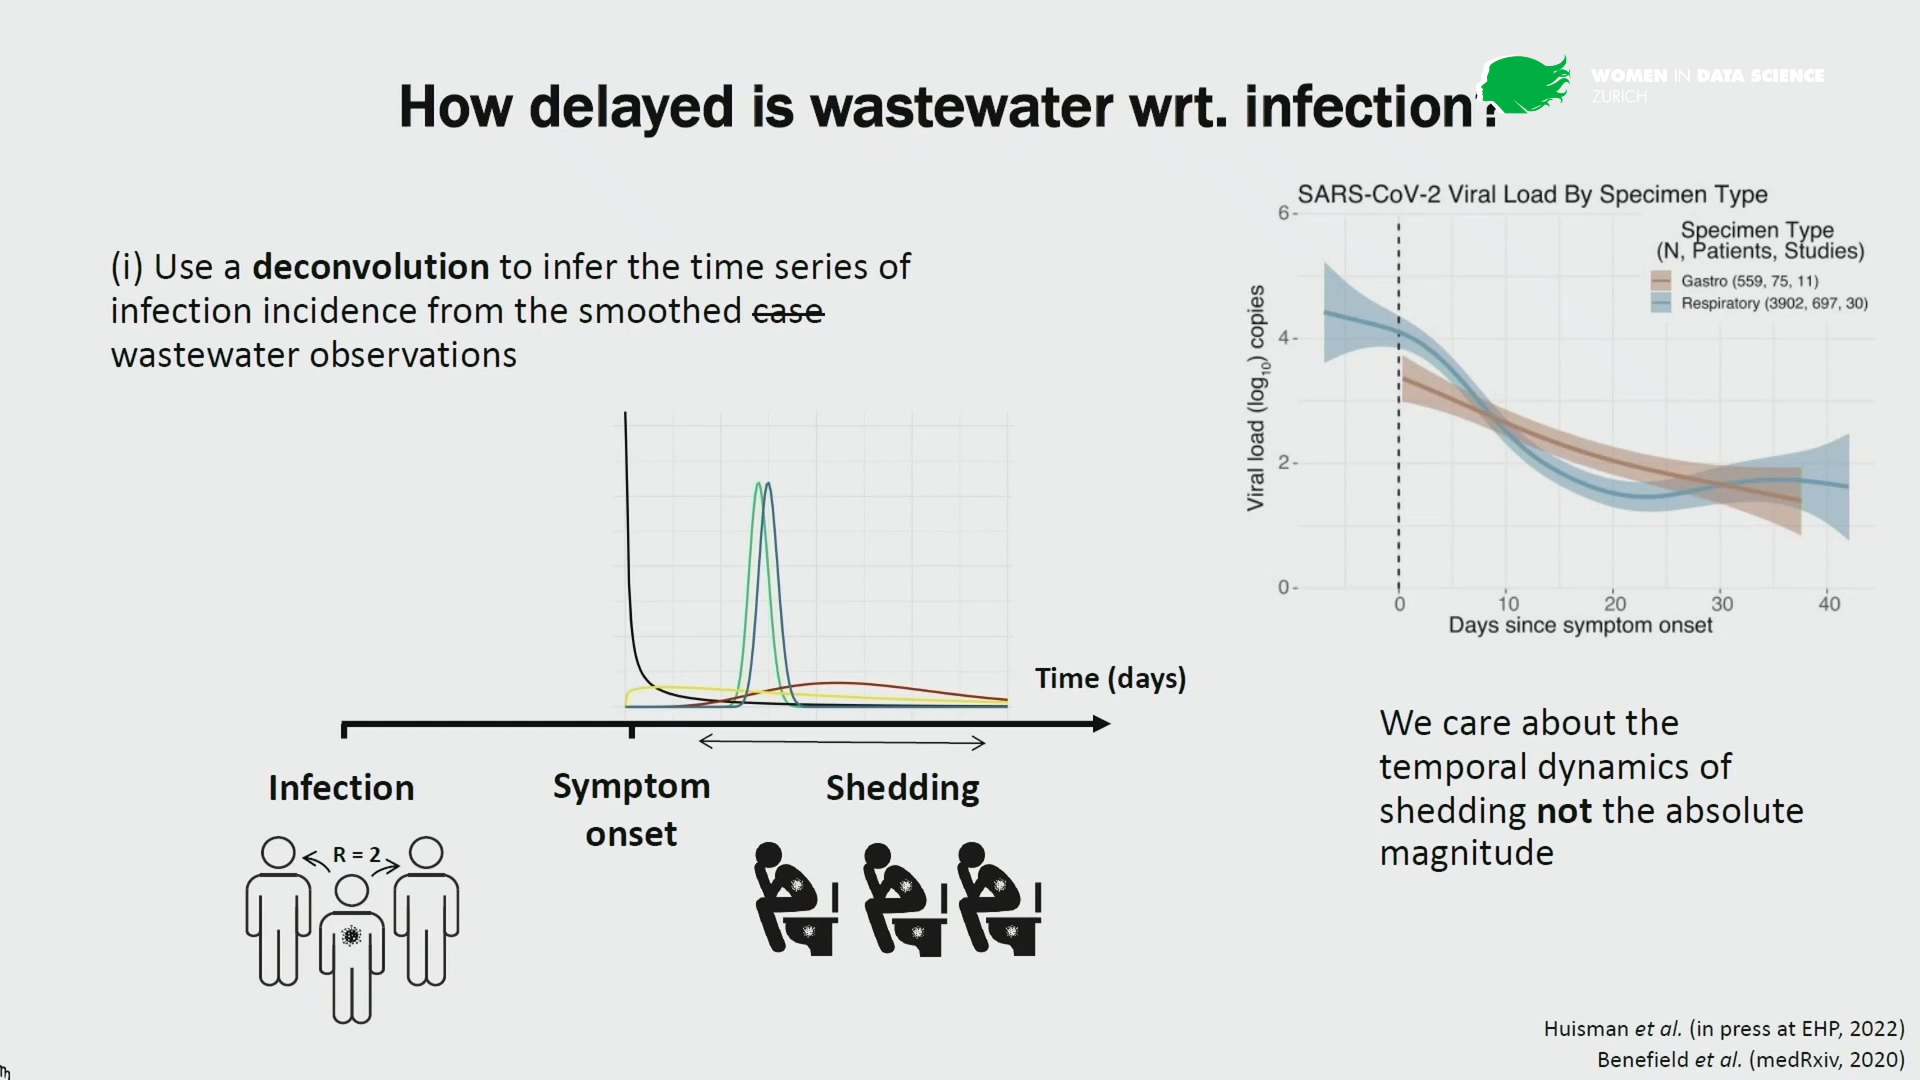 How delayed is wastewater wrt. infection?
WOMEN IN DATA SCIENCE
ZURICH
(i) Use a deconvolution to infer the time series of
infection incidence from the smoothed case
wastewater observations
SARS-CoV-2 Viral Load By Specimen Type
Specimen Type
(N, Patients, Studies)
Gastro (559, 75, 11)
Respiratory (3902, 697, 30)
Viral load (log10) copies
6
4
2
0
0 10 20 30 40
Days since symptom onset
Time (days)
Infection
Symptom
onset
Shedding
R = 2
We care about the
temporal dynamics of
shedding not the absolute
magnitude
Huisman et al. (in press at EHP, 2022)
Benefield et al. (medRxiv, 2020)